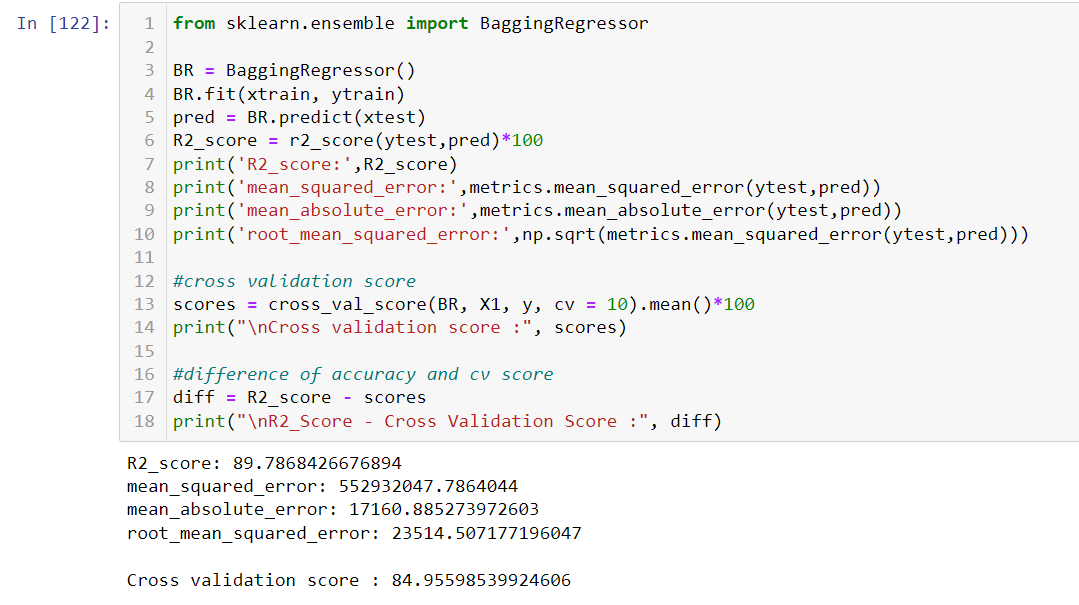 In [122]:
1 from sklearn.ensemble import BaggingRegressor
2
3 BR = BaggingRegressor()
4 BR.fit(xtrain, ytrain)
5 pred = BR.predict(xtest)
6 R2_score = r2_score(ytest,pred)*100
7 print('R2_score:',R2_score)
8 print('mean_squared_error:',metrics.mean_squared_error(ytest,pred))
9 print('mean_absolute_error:',metrics.mean_absolute_error(ytest,pred))
10 print('root_mean_squared_error:',np.sqrt(metrics.mean_squared_error(ytest,pred)))
11
12 #cross validation score
13 scores = cross_val_score(BR, X1, y, cv = 10).mean()*100
14 print("\nCross validation score :", scores)
15
16 #difference of accuracy and cv score
17 diff = R2_score - scores
18 print("\nR2_Score - Cross Validation Score :", diff)
R2_score: 89.7868426676894
mean_squared_error: 552932047.7864044
mean_absolute_error: 17160.885273972603
root_mean_squared_error: 23514.507177196047
Cross validation score : 84.95598539924606